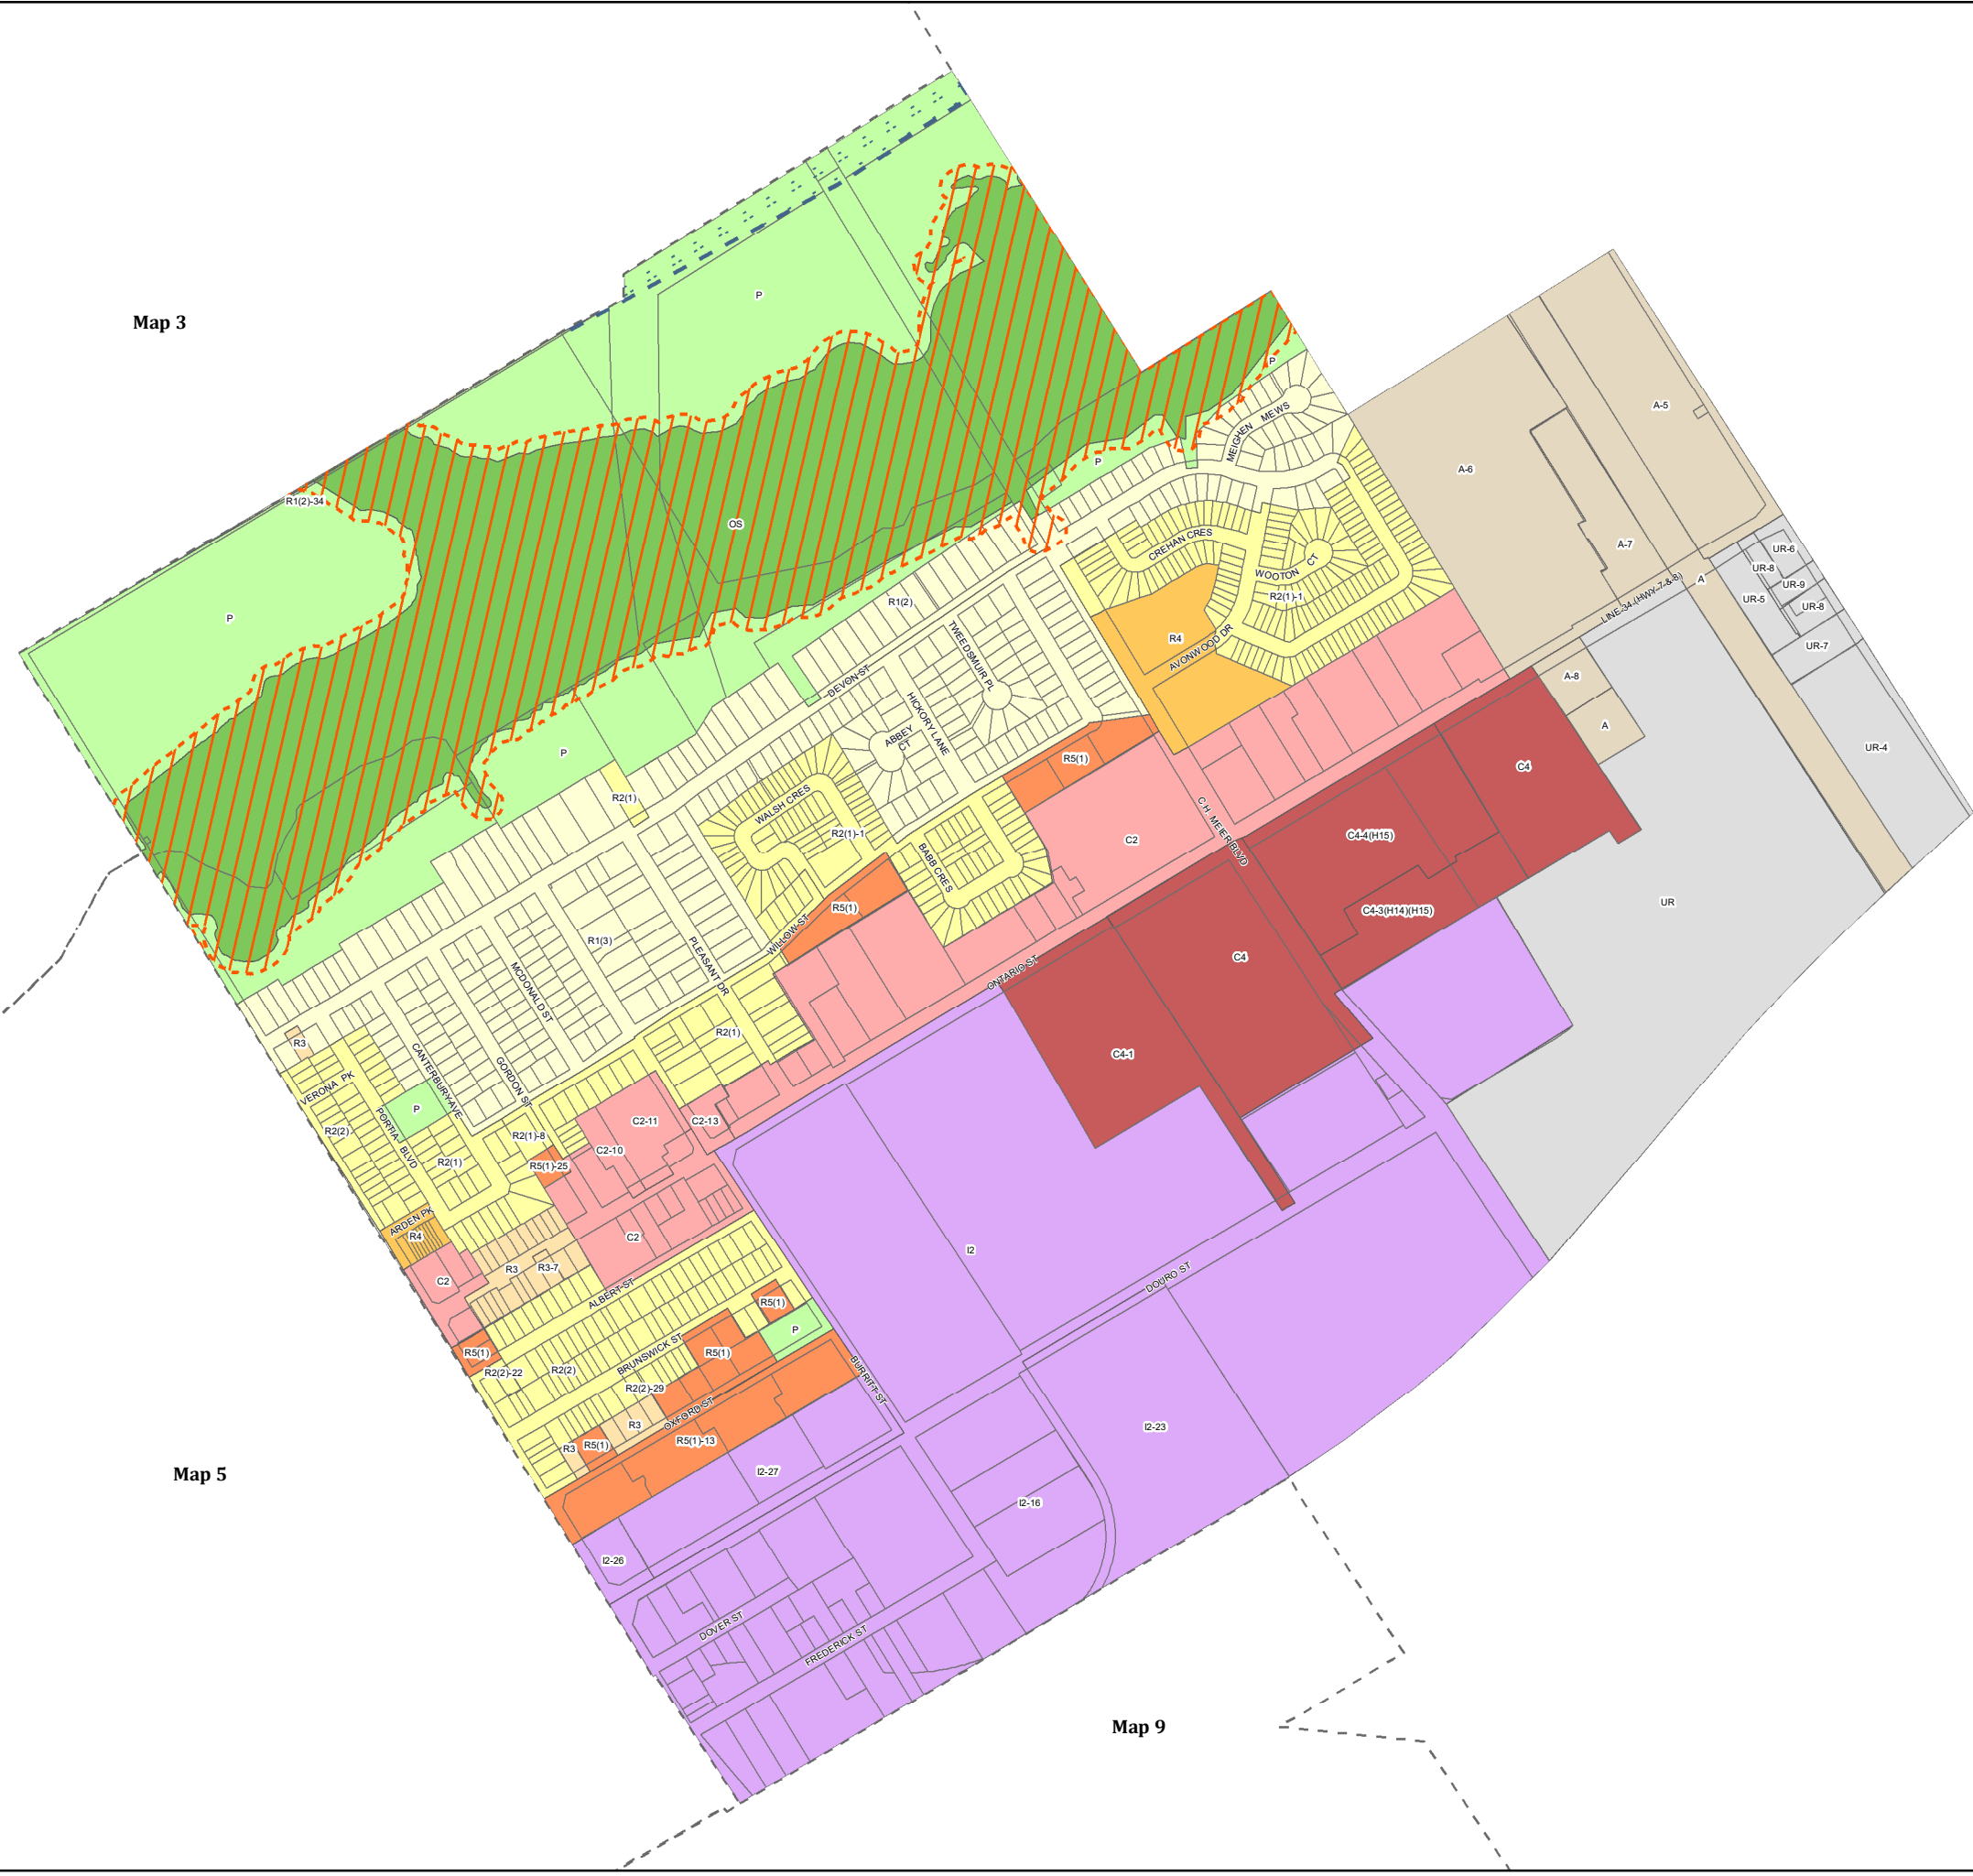 Map 3
P
P
MEIGHEN MEWS
A-5
A-6
P
R1(2)-34
OS
CREHAN CRES
A-7
UR-6
UR-8
UR-9
A
WOOTON CT
LINE 34 (HWY 7 & 8)
R2(1)-1
UR-5
UR-8
R1(2)
P
R4
AVONWOOD DR
UR-7
TWEEDSMUIR PL
DEVON ST
A-8
HICKORY LANE
ABBEY
CT
A
UR-4
P
R5(1)
C4
R2(1)
WALSH CRES
C.H. MEIER BLVD
R2(1)-1
C2
C4-4(H15)
BABB CRES
R5(1)
C4-3(H14)(H15)
UR
WILLOW ST
R1(3)
PLEASANT DR
C4
ONTARIO ST
MCDONALD ST
R2(1)
R3
C4-1
CANTERBURY AVE
GORDON ST
VERONA PK
P
C2-11
C2-13
PORTIA BLVD
R2(2)
R2(1)-8
C2-10
R2(1)
R5(1)-25
ARDEN PK
R4
C2
I2
R3
R3-7
C2
DOURO ST
ALBERT ST
R5(1)
P
R5(1)
BRUNSWICK ST
R5(1)
R2(2)-22
R2(2)
BURRITT ST
R2(2)-29
OXFORD ST
R3
I2-23
R5(1)-13
R3
R5(1)
Map 5
I2-27
I2-16
I2-26
DOVER ST
FREDERICK ST
Map 9